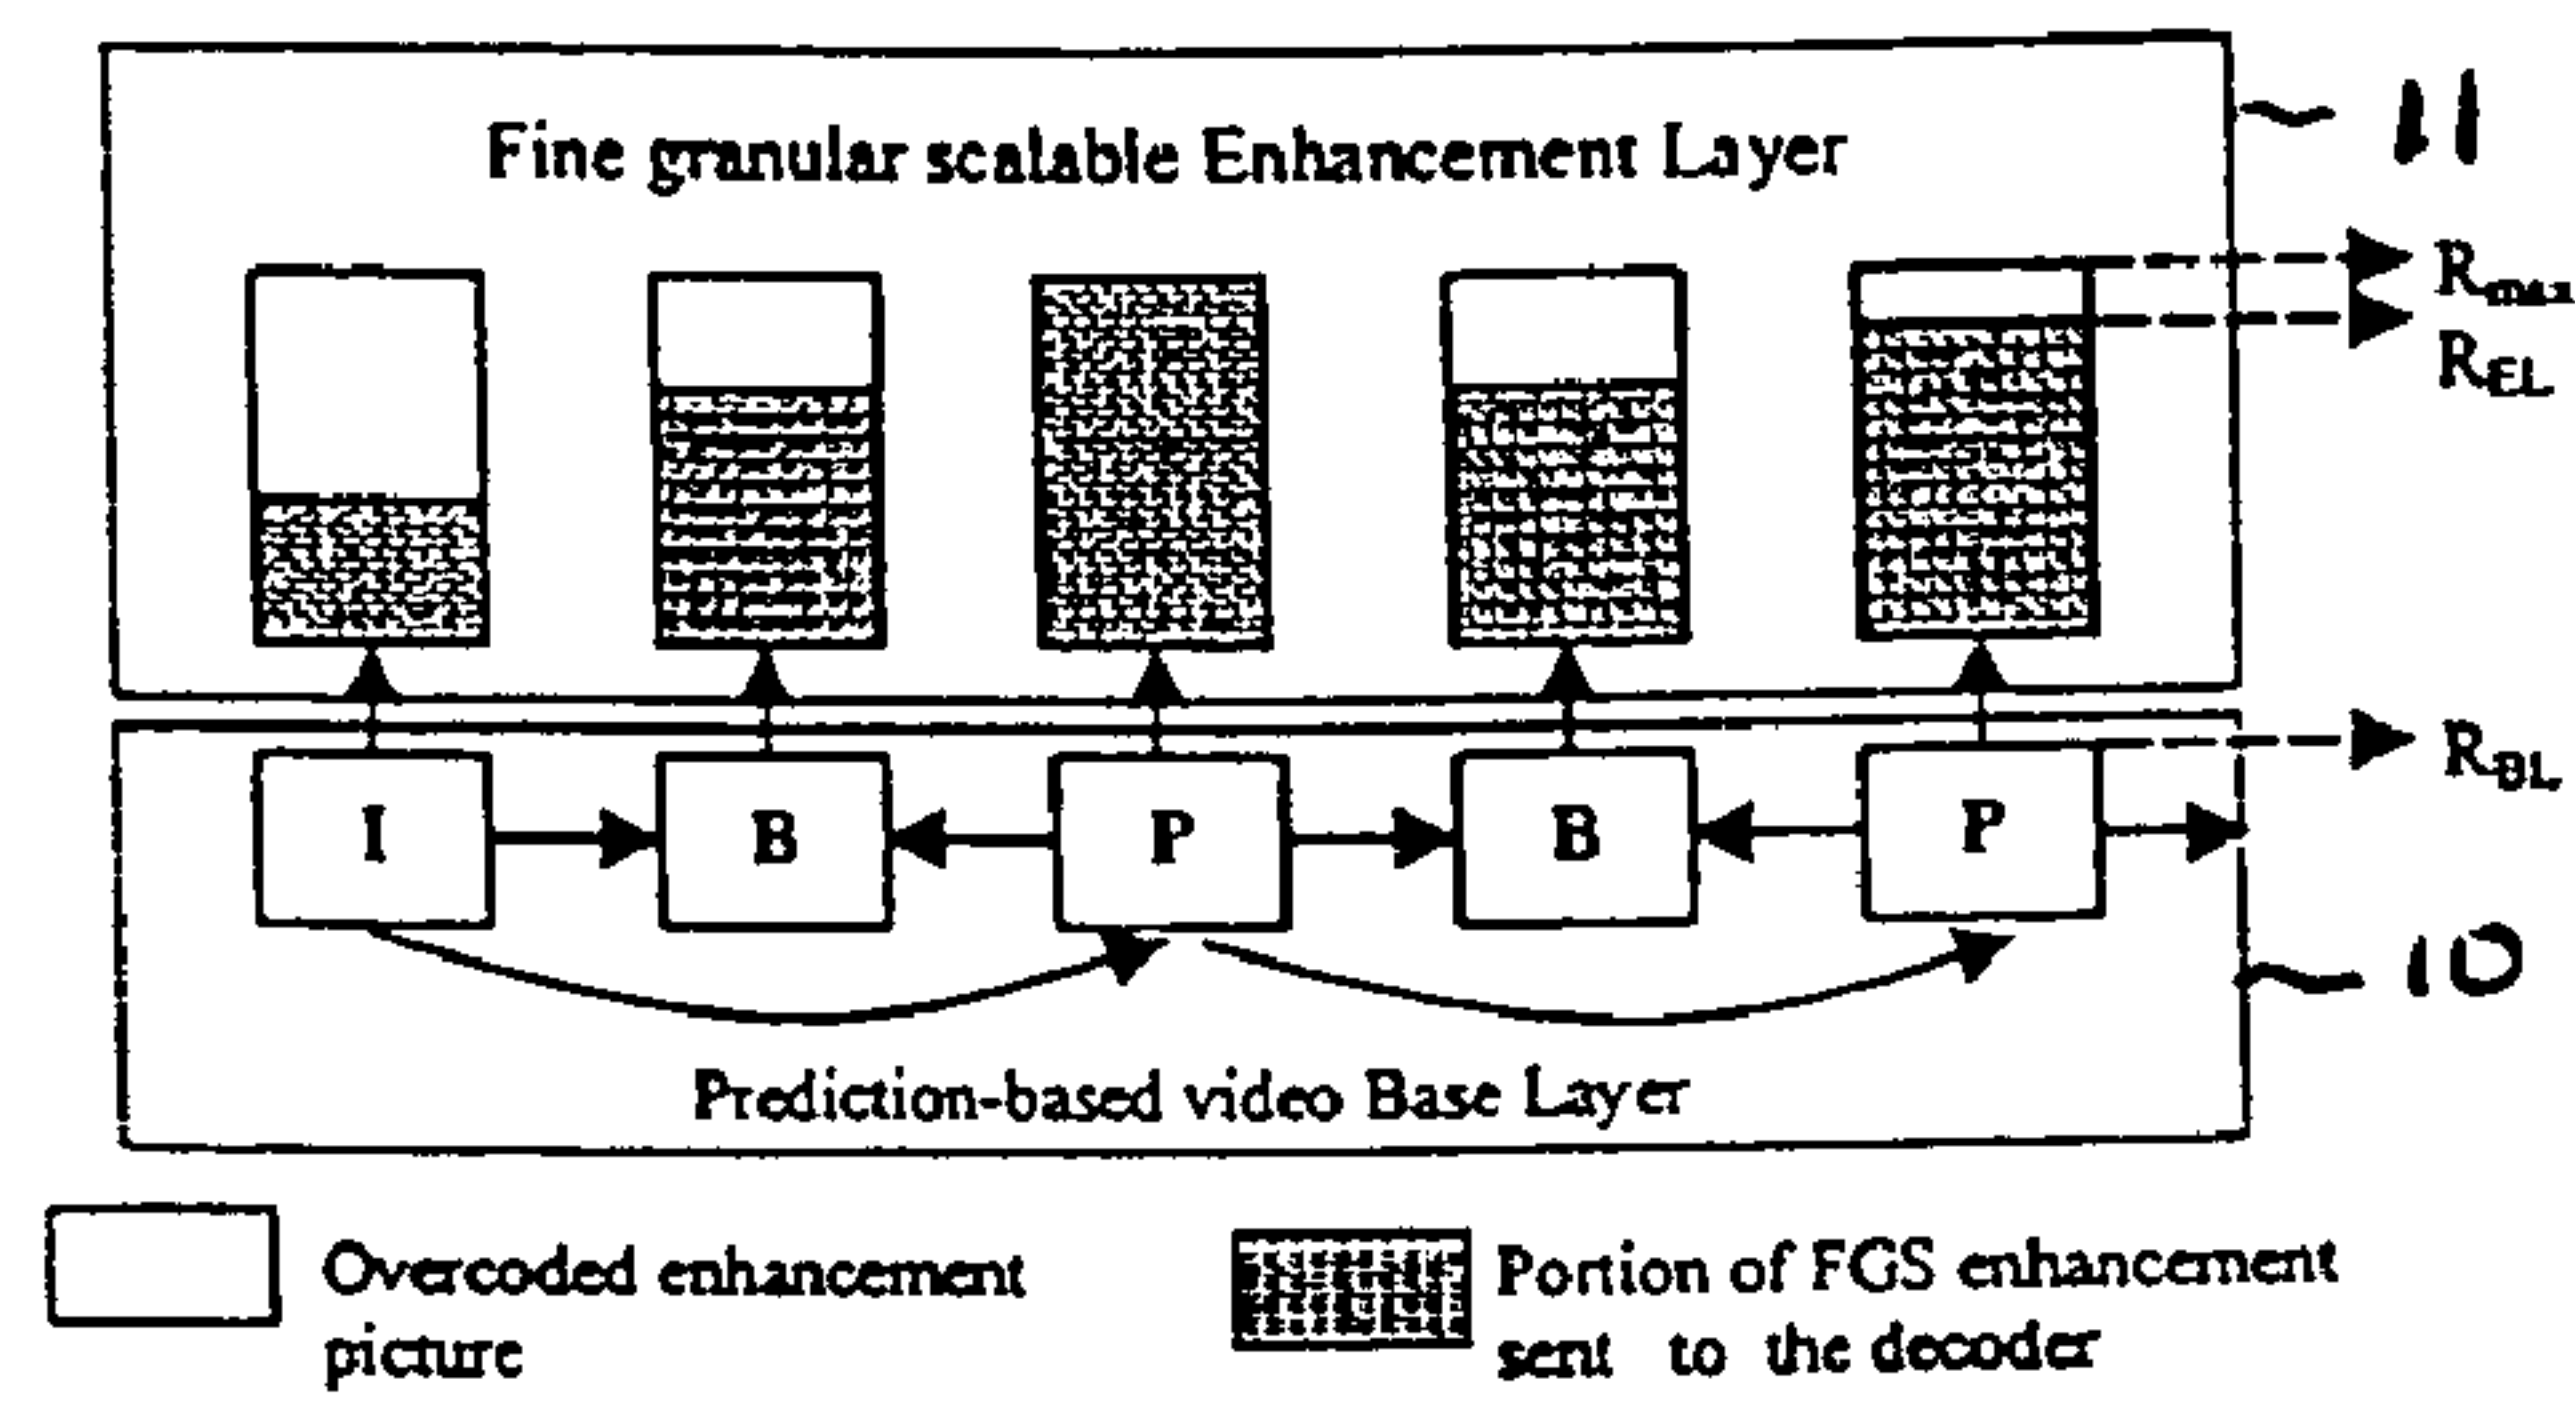 Fine granular scalable Enhancement Layer
11
Rmax
REL
RBL
I B P B P
10
Prediction-based video Base Layer
Overcoded enhancement
picture
Portion of FGS enhancement
sent to the decoder